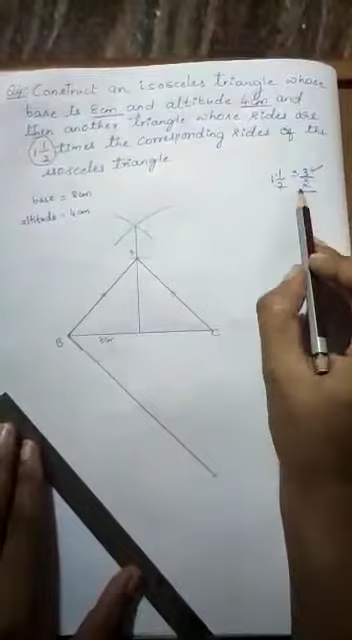 Q4. Construct an isosceles triangle whose
base is 8cm and altitude 4cm and
then another triangle whose sides are
1 1/2 times the corresponding sides of the
isosceles triangle
1 1/2 = 3/2
base = 8cm
altitude = 4cm
B
8cm
C